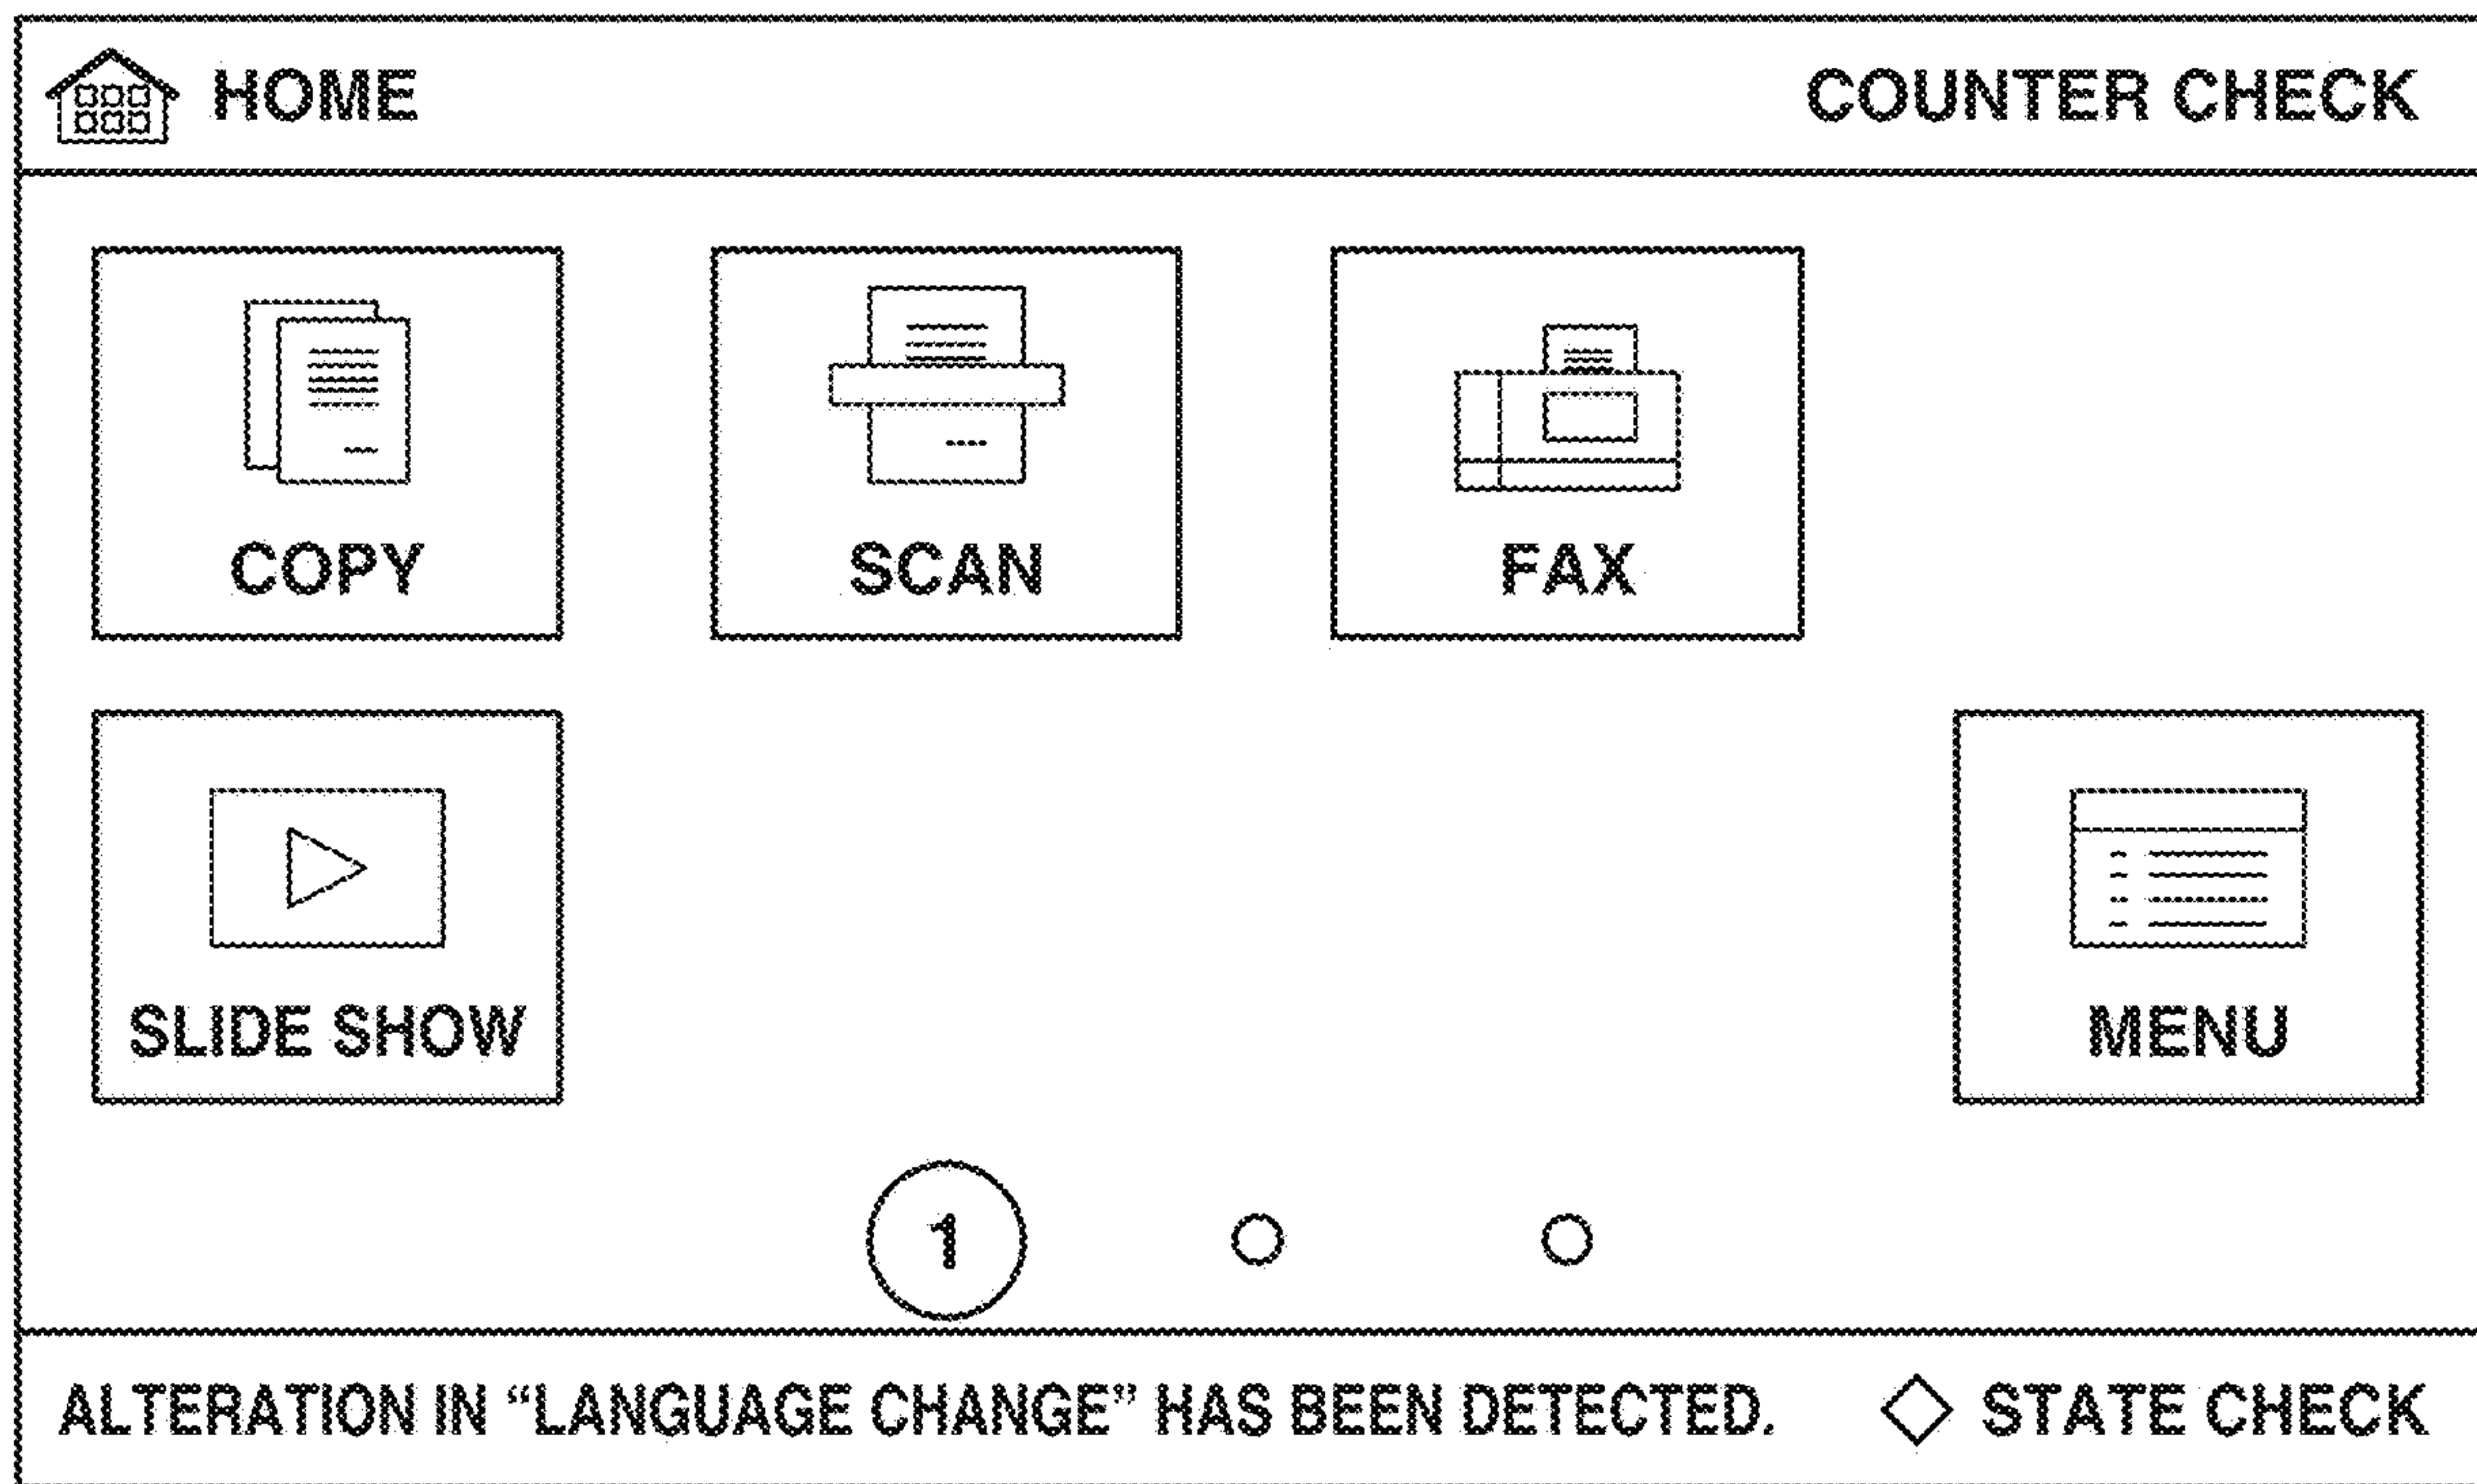 HOME
COUNTER CHECK
COPY
SCAN
FAX
SLIDE SHOW
MENU
1
ALTERATION IN “LANGUAGE CHANGE” HAS BEEN DETECTED.
STATE CHECK